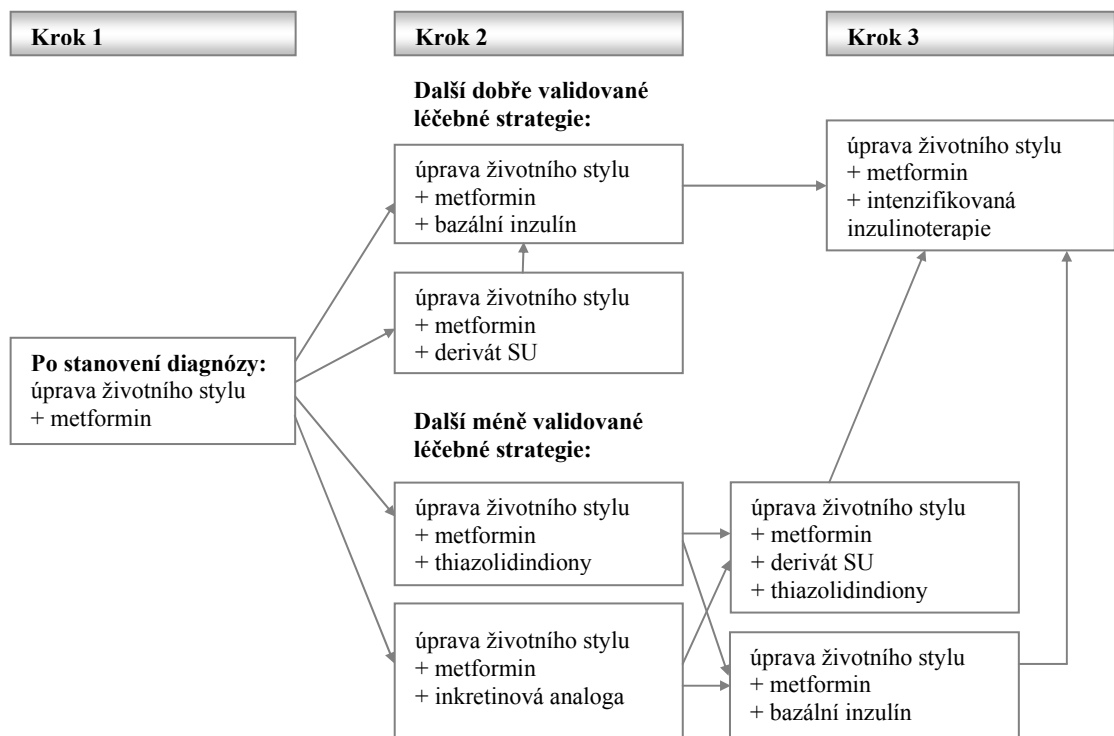 Krok 1
Krok 2
Krok 3
Další dobře validované
léčebné strategie:
úprava životního stylu
+ metformin
+ bazální inzulín
úprava životního stylu
+ metformin
+ intenzifikovaná
inzulinoterapie
úprava životního stylu
+ metformin
+ derivát SU
Po stanovení diagnózy:
úprava životního stylu
+ metformin
Další méně validované
léčebné strategie:
úprava životního stylu
+ metformin
+ thiazolidindiony
úprava životního stylu
+ metformin
+ derivát SU
+ thiazolidindiony
úprava životního stylu
+ metformin
+ inkretinová analoga
úprava životního stylu
+ metformin
+ bazální inzulín